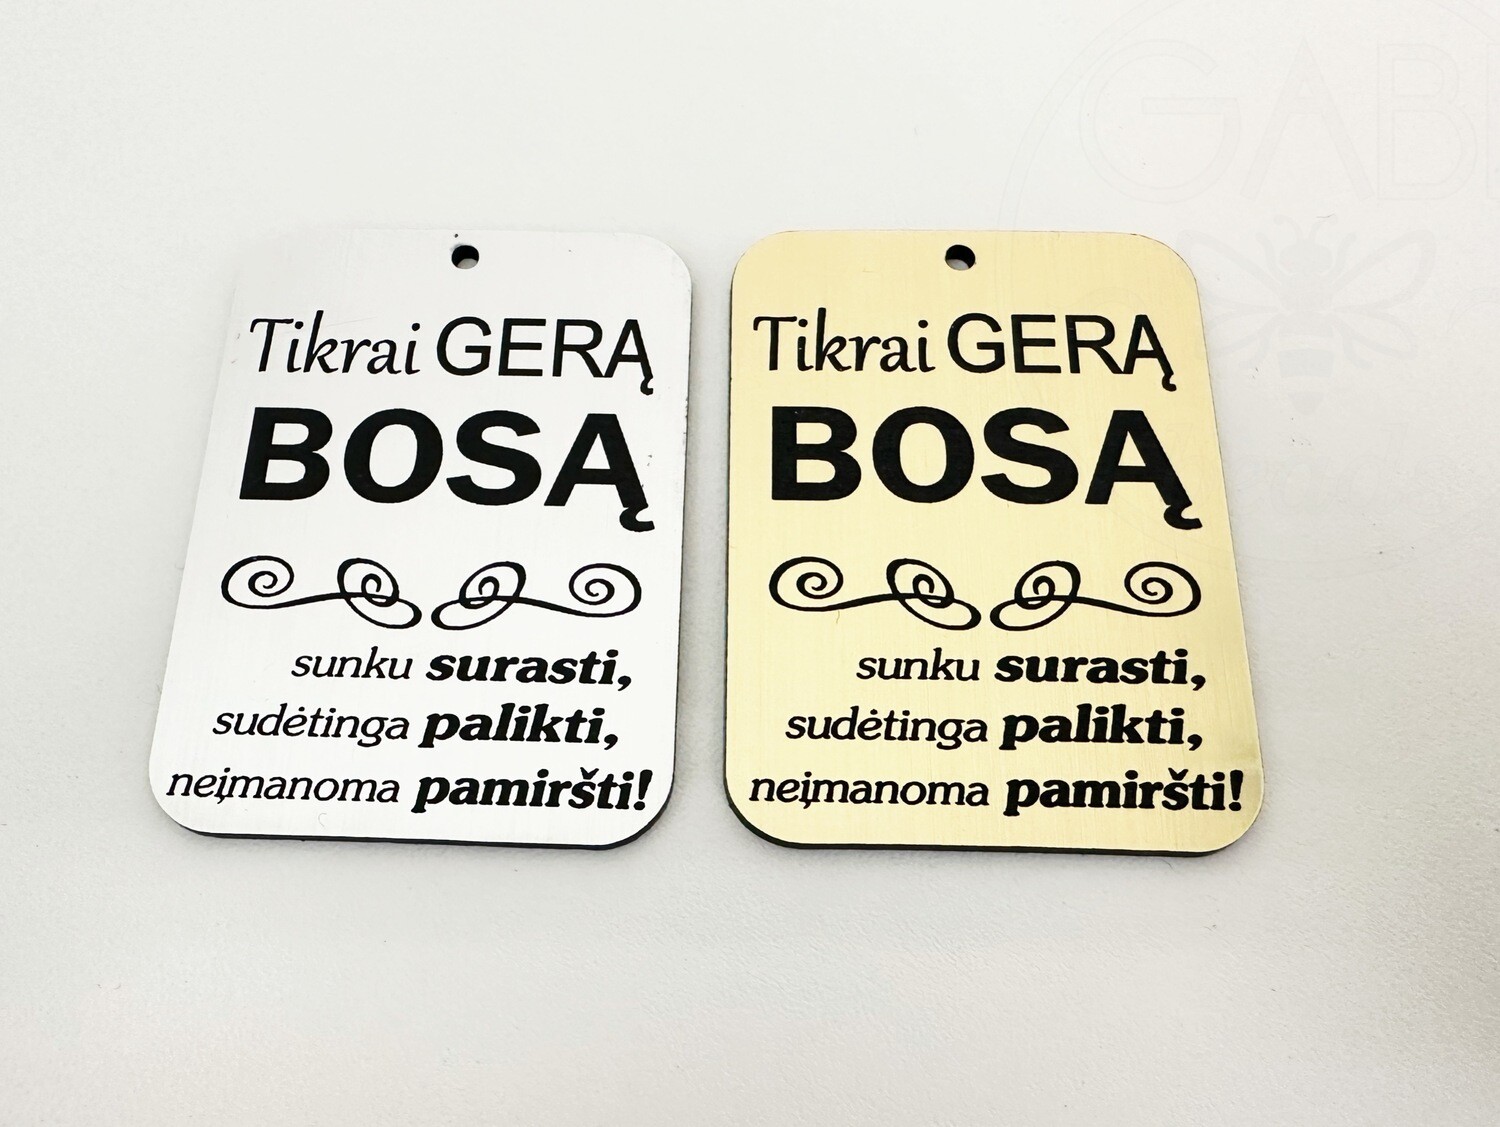 Tikrai GERĄ
BOSĄ
sunku surasti,
sudėtinga palikti,
neįmanoma pamiršti!
Tikrai GERĄ
BOSĄ
sunku surasti,
sudėtinga palikti,
neįmanoma pamiršti!